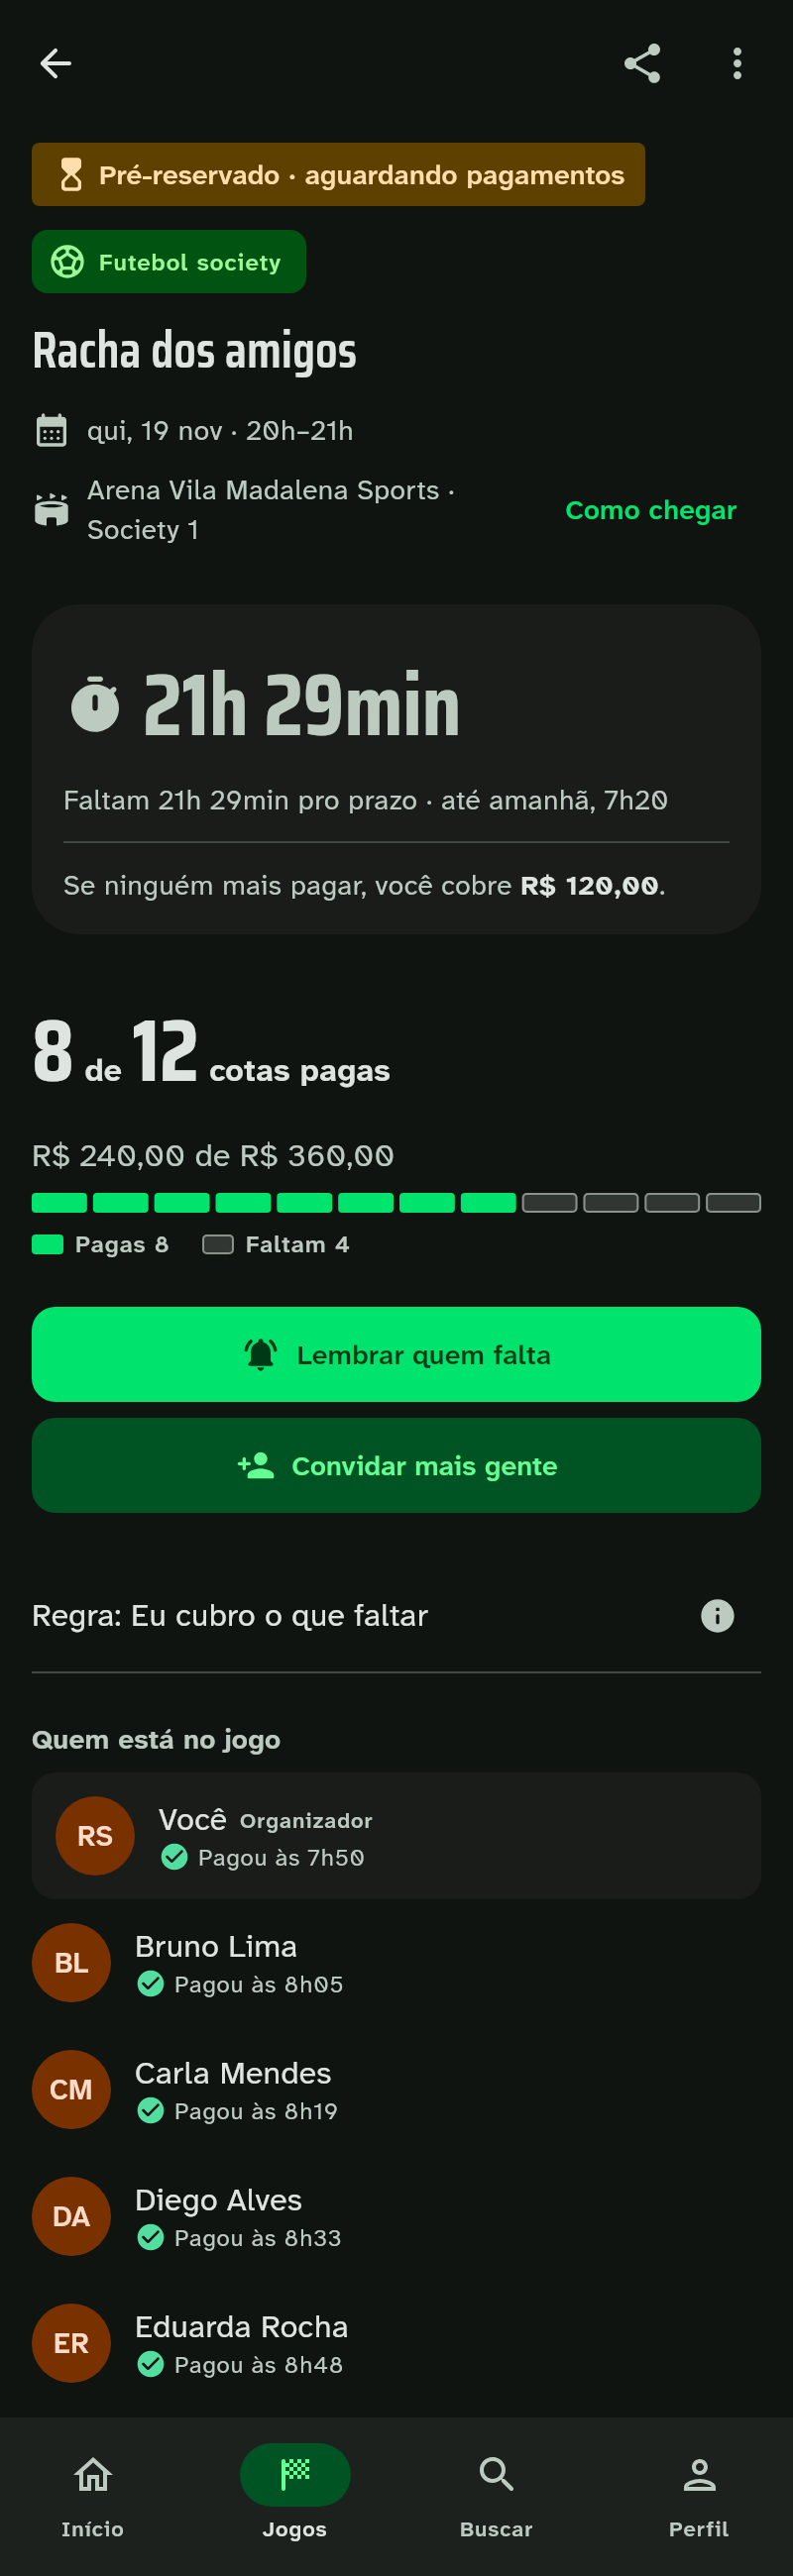 Pré-reservado · aguardando pagamentos
Futebol society
Racha dos amigos
qui, 19 nov · 20h–21h
Arena Vila Madalena Sports ·
Society 1
Como chegar
21h 29min
Faltam 21h 29min pro prazo · até amanhã, 7h20
Se ninguém mais pagar, você cobre R$ 120,00.
8 de 12 cotas pagas
R$ 240,00 de R$ 360,00
Pagas 8 Faltam 4
Lembrar quem falta
Convidar mais gente
Regra: Eu cubro o que faltar
Quem está no jogo
RS
Você Organizador
Pagou às 7h50
BL
Bruno Lima
Pagou às 8h05
CM
Carla Mendes
Pagou às 8h19
DA
Diego Alves
Pagou às 8h33
ER
Eduarda Rocha
Pagou às 8h48
Início Jogos Buscar Perfil